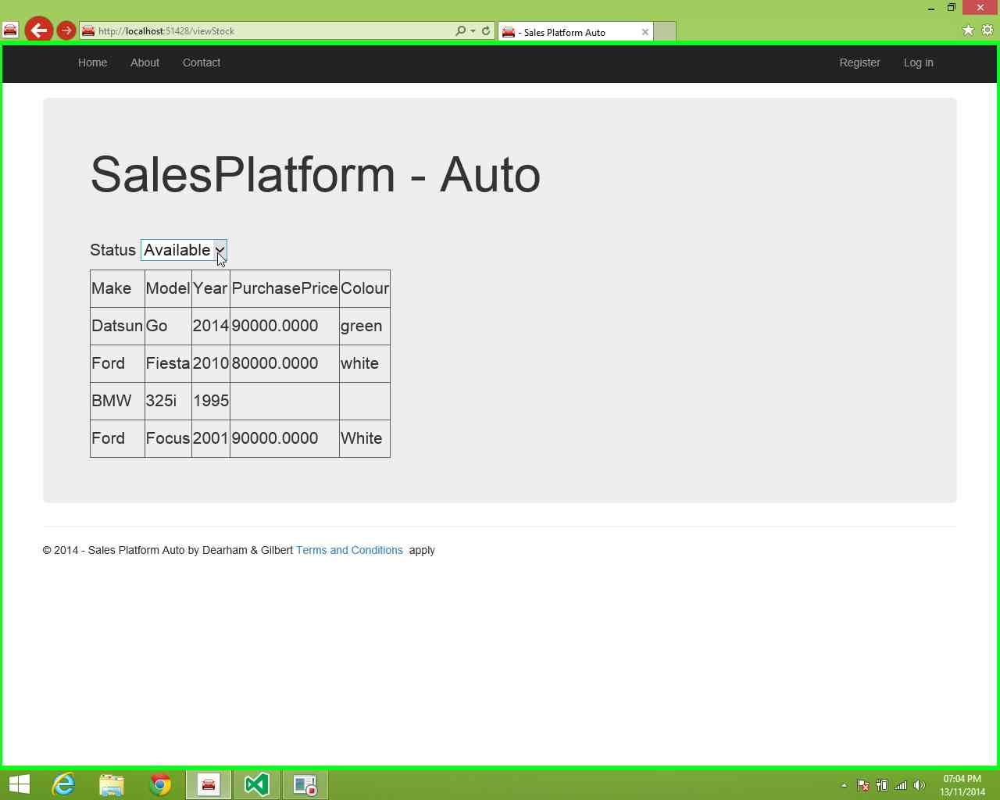 http://localhost:51428/viewStock
- Sales Platform Auto
Home About Contact Register Log in
SalesPlatform - Auto
Status Available
Make Model Year PurchasePrice Colour
Datsun Go 2014 90000.0000 green
Ford Fiesta 2010 80000.0000 white
BMW 325i 1995
Ford Focus 2001 90000.0000 White
© 2014 - Sales Platform Auto by Dearham & Gilbert Terms and Conditions apply
07:04 PM
13/11/2014